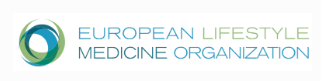 EUROPEAN LIFESTYLE
MEDICINE ORGANIZATION